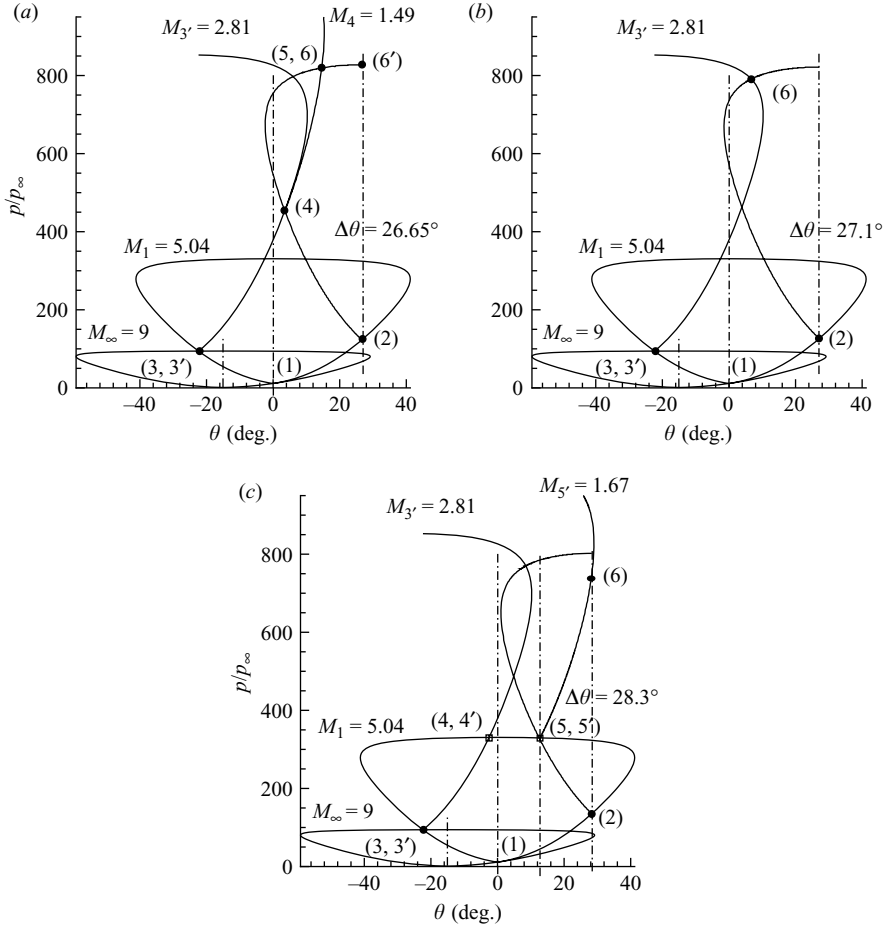 (a)
M3′ = 2.81
M4 = 1.49
(5, 6)
(6′)
800
600
400
200
0
p/p∞
(4)
Δθ = 26.65°
M1 = 5.04
M∞ = 9
(2)
(3, 3′)
(1)
–40
–20
0
20
40
θ (deg.)
(b)
M3′ = 2.81
800
600
400
200
0
(6)
Δθ = 27.1°
M1 = 5.04
M∞ = 9
(2)
(3, 3′)
(1)
–40
–20
0
20
40
θ (deg.)
(c)
M3′ = 2.81
M5′ = 1.67
800
600
400
200
0
p/p∞
(6)
Δθ = 28.3°
(4, 4′)
(5, 5′)
M1 = 5.04
M∞ = 9
(2)
(3, 3′)
(1)
–40
–20
0
20
40
θ (deg.)